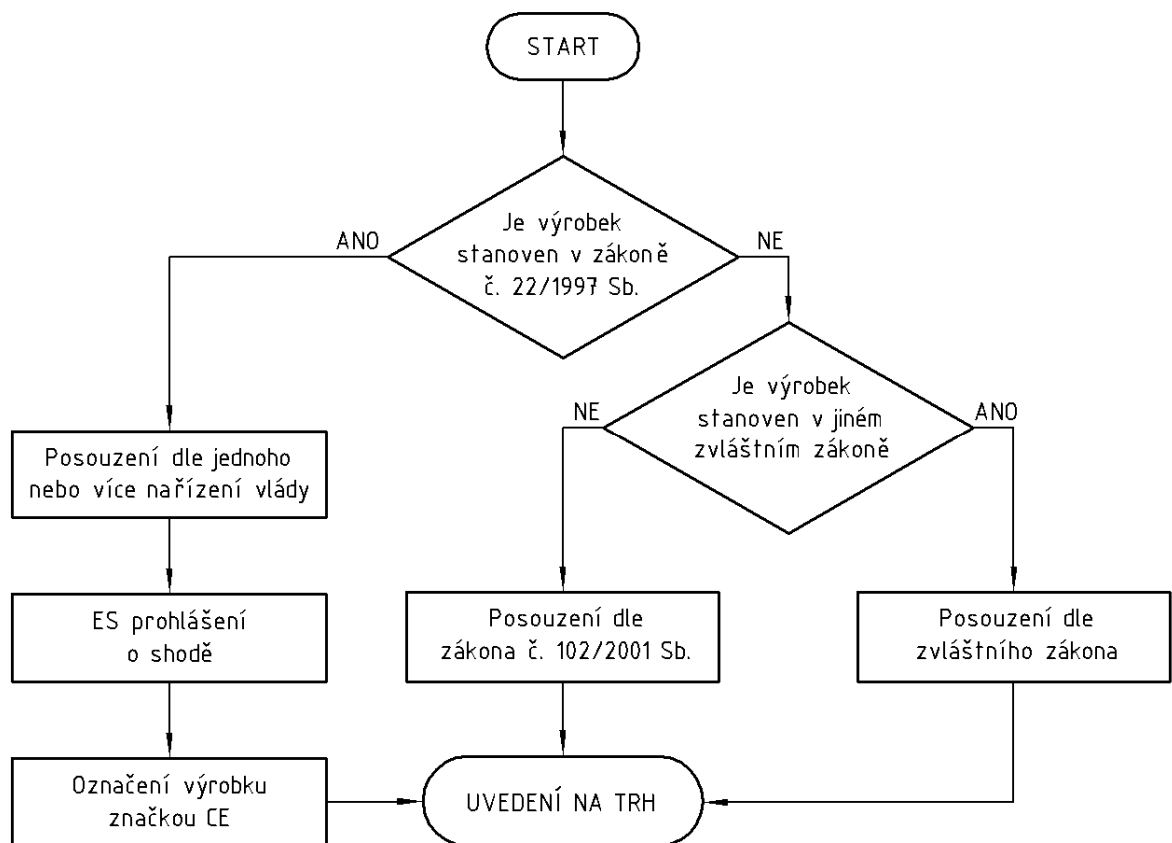 START
Je výrobek
stanoven v zákoně
č. 22/1997 Sb.
ANO
NE
Je výrobek
stanoven v jiném
zvláštním zákoně
NE
ANO
Posouzení dle jednoho
nebo více nařízení vlády
ES prohlášení
o shodě
Posouzení dle
zákona č. 102/2001 Sb.
Posouzení dle
zvláštního zákona
Označení výrobku
značkou CE
UVEDENÍ NA TRH